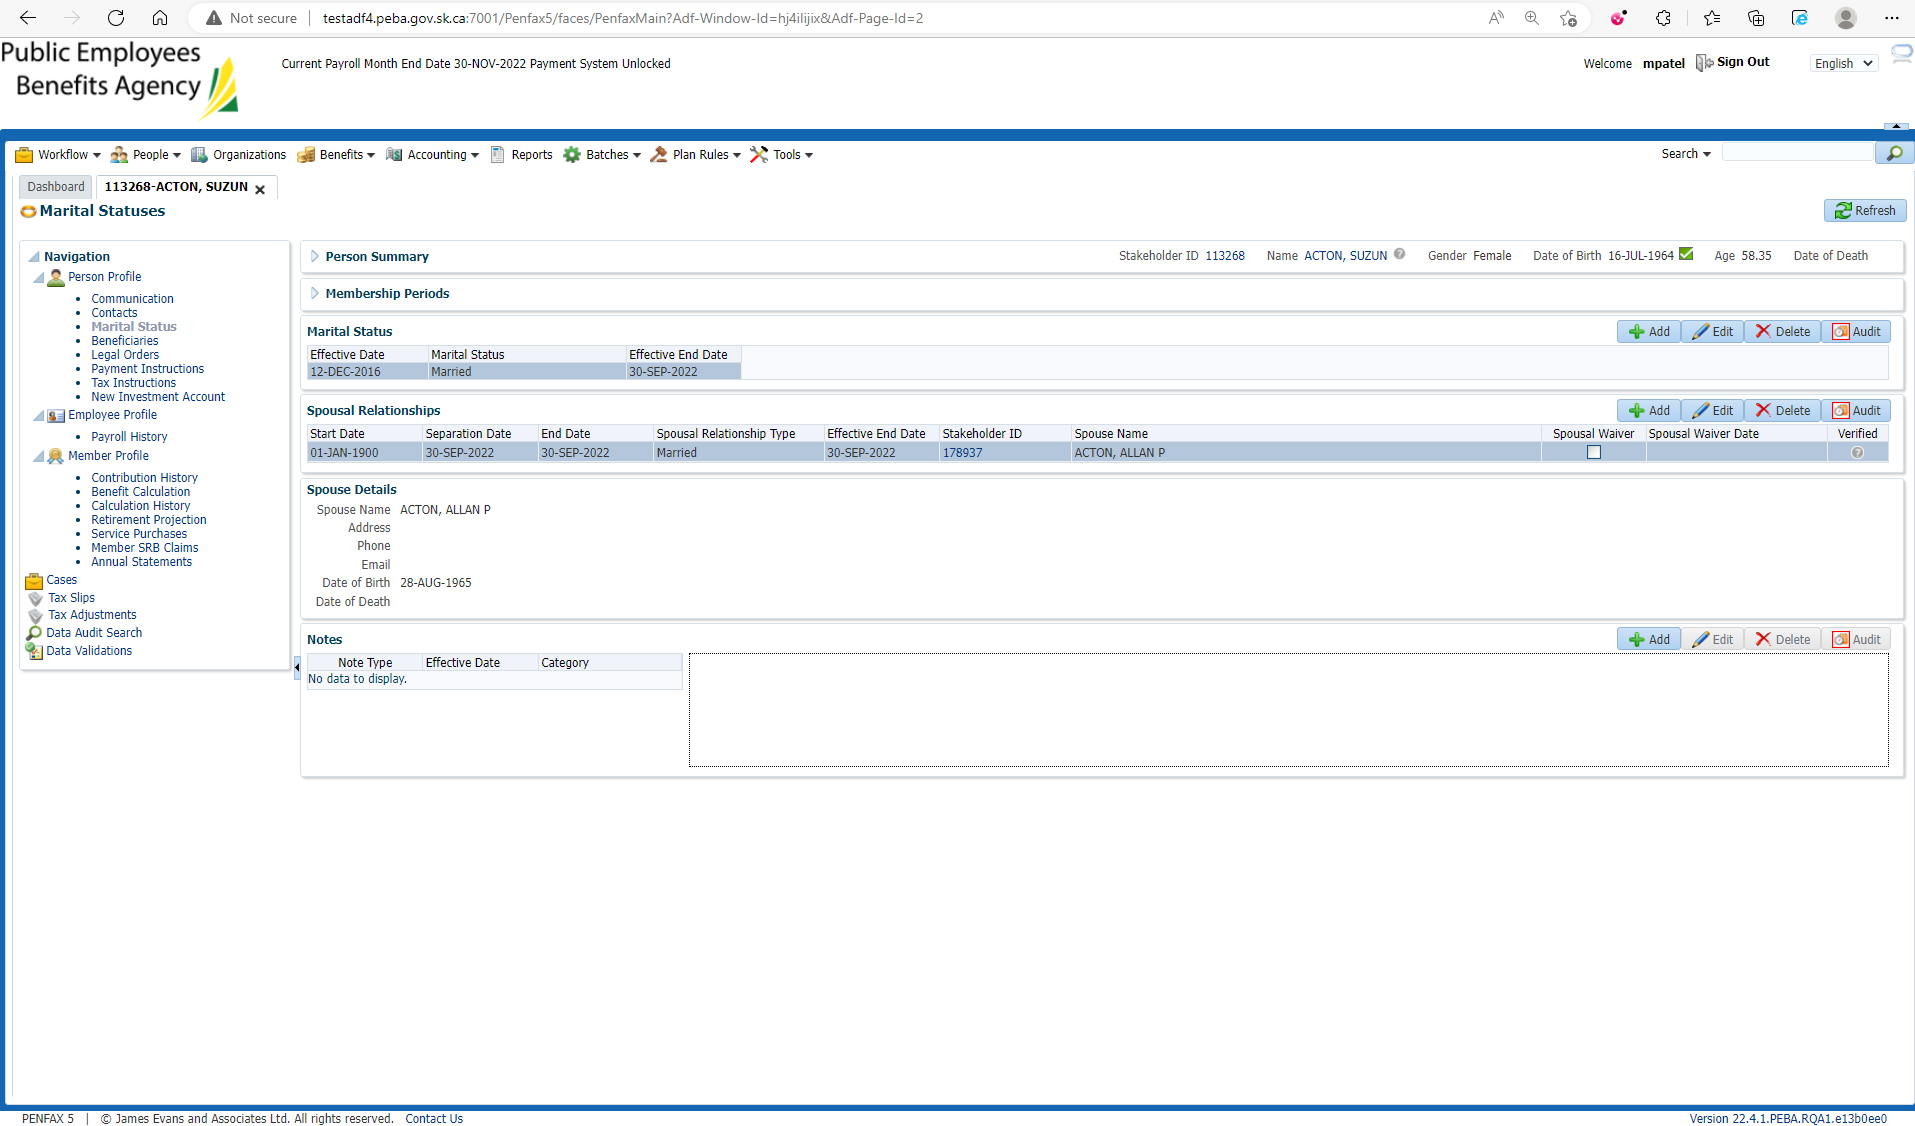 Not secure | testadf4.peba.gov.sk.ca:7001/Penfax5/faces/PenfaxMain?Adf-Window-Id=hj4ilijix&Adf-Page-Id=2
Public Employees
Benefits Agency
Current Payroll Month End Date 30-NOV-2022 Payment System Unlocked
Welcome mpatel Sign Out English
Workflow People Organizations Benefits Accounting Reports Batches Plan Rules Tools Search
Dashboard 113268-ACTON, SUZUN
Marital Statuses
Refresh
Navigation
Person Profile
Communication
Contacts
Marital Status
Beneficiaries
Legal Orders
Payment Instructions
Tax Instructions
New Investment Account
Employee Profile
Payroll History
Member Profile
Contribution History
Benefit Calculation
Calculation History
Retirement Projection
Service Purchases
Member SRB Claims
Annual Statements
Cases
Tax Slips
Tax Adjustments
Data Audit Search
Data Validations
Person Summary Stakeholder ID 113268 Name ACTON, SUZUN Gender Female Date of Birth 16-JUL-1964 Age 58.35 Date of Death
Membership Periods
Marital Status Add Edit Delete Audit
Effective Date Marital Status Effective End Date
12-DEC-2016 Married 30-SEP-2022
Spousal Relationships Add Edit Delete Audit
Start Date Separation Date End Date Spousal Relationship Type Effective End Date Stakeholder ID Spouse Name Spousal Waiver Spousal Waiver Date Verified
01-JAN-1900 30-SEP-2022 30-SEP-2022 Married 30-SEP-2022 178937 ACTON, ALLAN P
Spouse Details
Spouse Name ACTON, ALLAN P
Address
Phone
Email
Date of Birth 28-AUG-1965
Date of Death
Notes Add Edit Delete Audit
Note Type Effective Date Category
No data to display.
PENFAX 5 | © James Evans and Associates Ltd. All rights reserved. Contact Us
Version 22.4.1.PEBA.RQA1.e13b0ee0